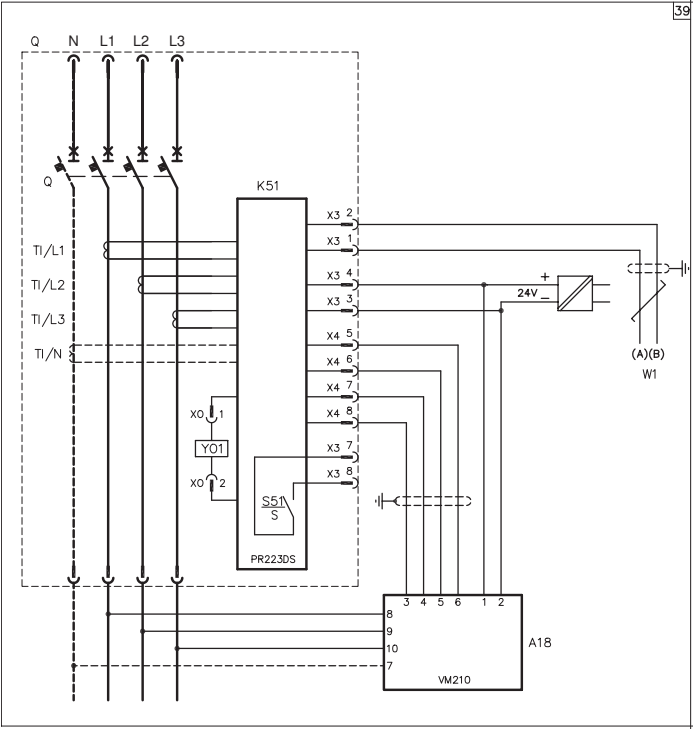 39
Q N L1 L2 L3
Q
K51
X3 2
X3 1
TI/L1
X3 4
+
TI/L2
24V
−
X3 3
TI/L3
X4 5
TI/N
X4 6
(A)(B)
W1
X4 7
X0 1
X4 8
Y01
X3 7
X0 2
X3 8
S51
S
PR223DS
3 4 5 6 1 2
8
9
10
7
A18
VM210